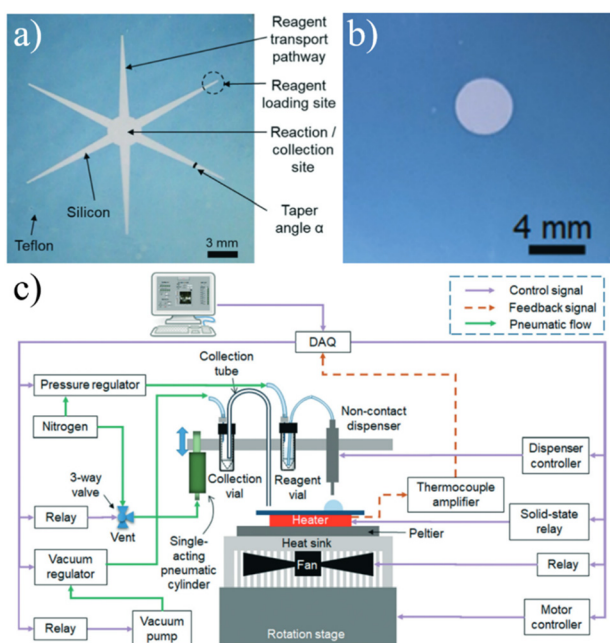 a)
Reagent
transport
pathway
Reagent
loading site
Reaction /
collection
site
Taper
angle α
Silicon
Teflon
3 mm
b)
4 mm
c)
Control signal
Feedback signal
Pneumatic flow
DAQ
Collection
tube
Pressure regulator
Nitrogen
Non-contact
dispenser
3-way
valve
Collection
vial
Reagent
vial
Dispenser
controller
Thermocouple
amplifier
Relay
Vent
Heater
Solid-state
relay
Single-
acting
pneumatic
cylinder
Peltier
Heat sink
Vacuum
regulator
Fan
Relay
Relay
Vacuum
pump
Rotation stage
Motor
controller